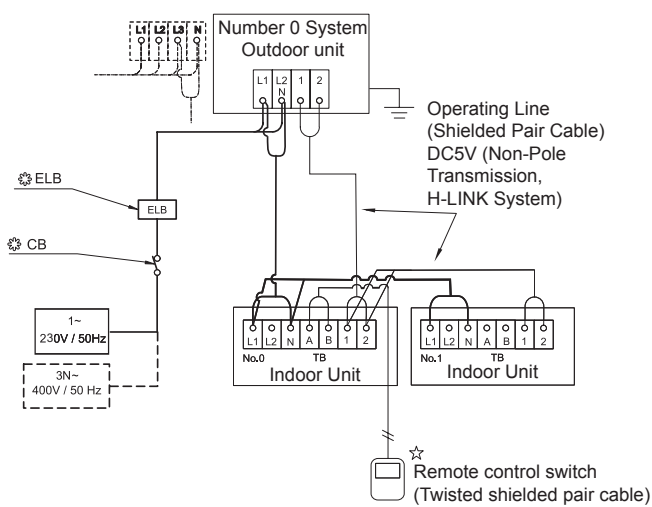 L1 L2 L3 N
Number 0 System
Outdoor unit
L1 L2 N 1 2
Operating Line
(Shielded Pair Cable)
DC5V (Non-Pole
Transmission,
H-LINK System)
ELB
ELB
CB
1~
230V / 50Hz
3N~
400V / 50 Hz
L1 L2 N A B 1 2
No.0 TB
Indoor Unit
L1 L2 N A B 1 2
No.1 TB
Indoor Unit
Remote control switch
(Twisted shielded pair cable)